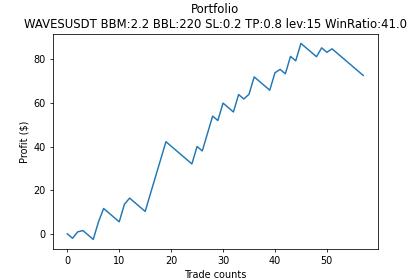 Portfolio
WAVESUSDT BBM:2.2 BBL:220 SL:0.2 TP:0.8 lev:15 WinRatio:41.0
80
60
40
20
0
Profit ($)
0 10 20 30 40 50
Trade counts